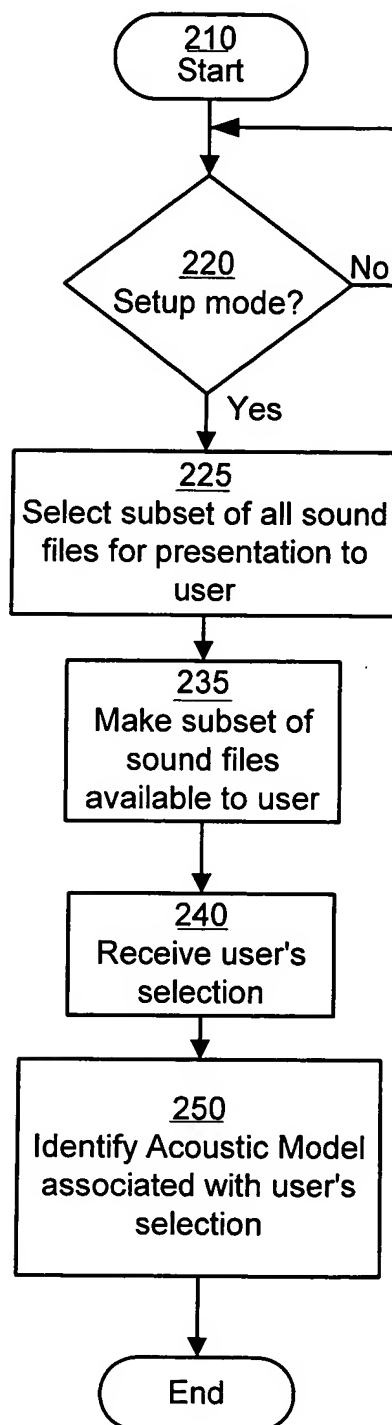 210
Start
220
Setup mode?
No
Yes
225
Select subset of all sound
files for presentation to
user
235
Make subset of
sound files
available to user
240
Receive user's
selection
250
Identify Acoustic Model
associated with user's
selection
End